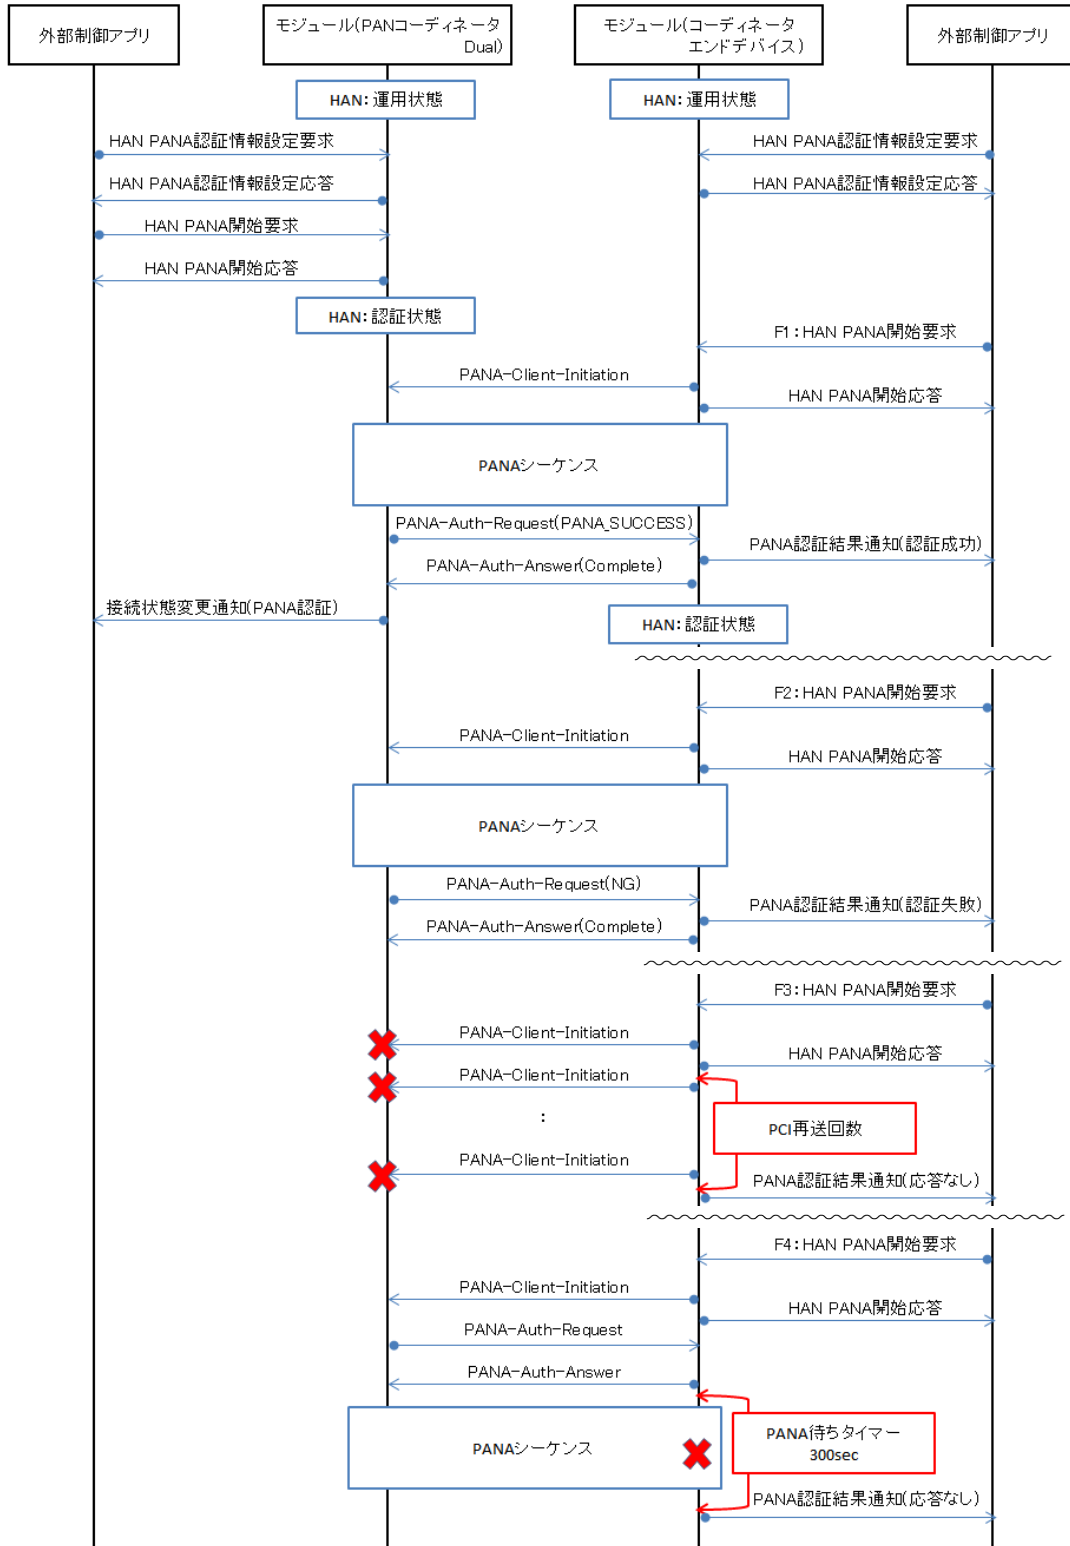 外部制御アプリ
モジュール(PANコーディネータ
Dual)
モジュール(コーディネータ
エンドデバイス)
外部制御アプリ
HAN：運用状態
HAN：運用状態
HAN PANA認証情報設定要求
HAN PANA認証情報設定要求
HAN PANA認証情報設定応答
HAN PANA認証情報設定応答
HAN PANA開始要求
HAN PANA開始応答
HAN：認証状態
F1：HAN PANA開始要求
PANA-Client-Initiation
HAN PANA開始応答
PANAシーケンス
PANA-Auth-Request(PANA_SUCCESS)
PANA認証結果通知(認証成功)
PANA-Auth-Answer(Complete)
接続状態変更通知(PANA認証)
HAN：認証状態
F2：HAN PANA開始要求
PANA-Client-Initiation
HAN PANA開始応答
PANAシーケンス
PANA-Auth-Request(NG)
PANA認証結果通知(認証失敗)
PANA-Auth-Answer(Complete)
F3：HAN PANA開始要求
PANA-Client-Initiation
HAN PANA開始応答
PANA-Client-Initiation
：
PCI再送回数
PANA-Client-Initiation
PANA認証結果通知(応答なし)
F4：HAN PANA開始要求
PANA-Client-Initiation
HAN PANA開始応答
PANA-Auth-Request
PANA-Auth-Answer
PANAシーケンス
PANA待ちタイマー
300sec
PANA認証結果通知(応答なし)